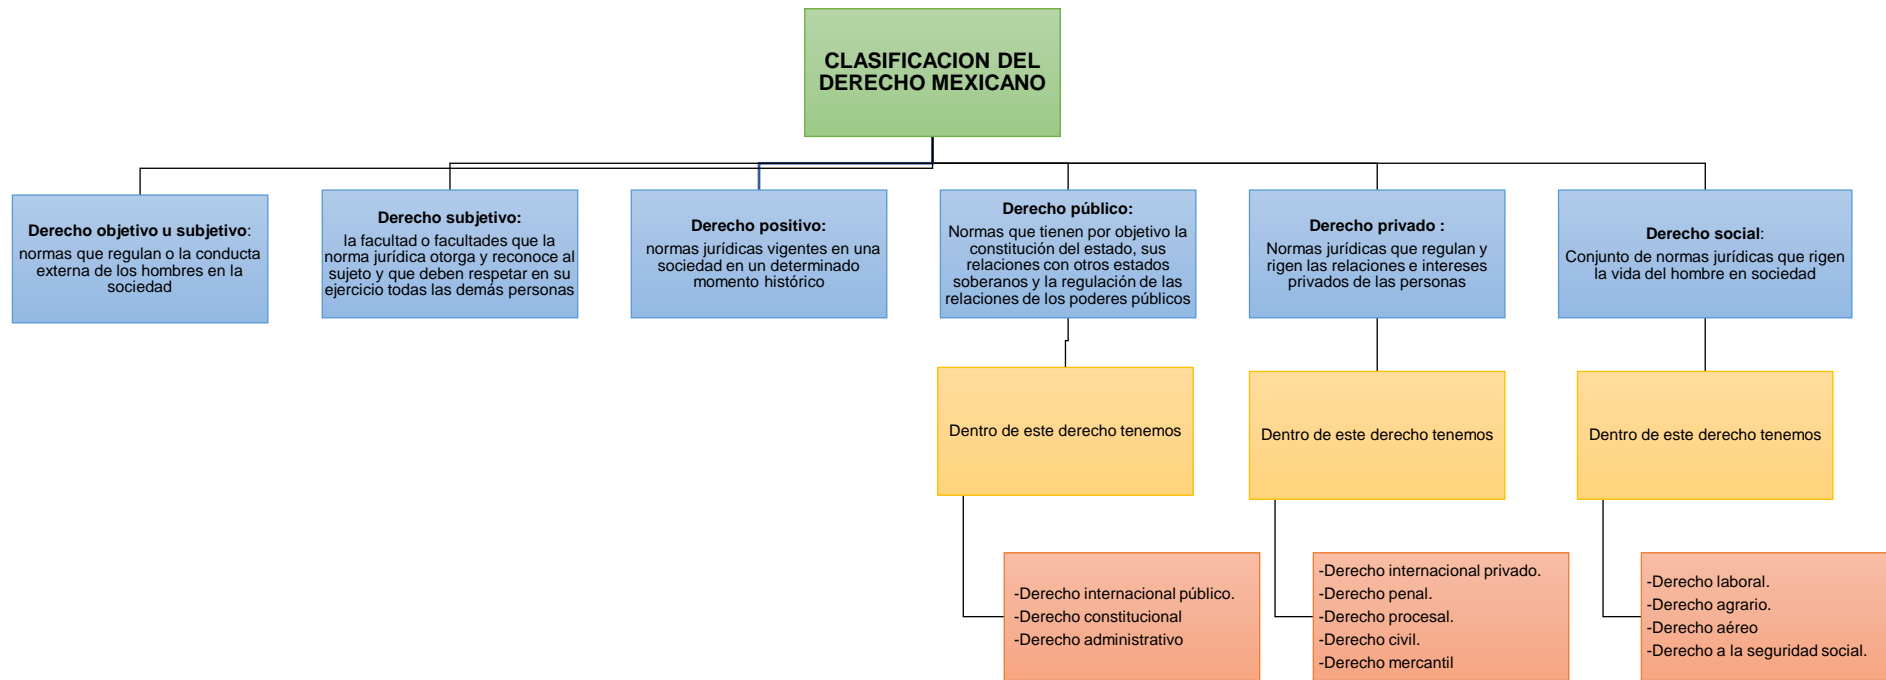 CLASIFICACION DEL
DERECHO MEXICANO
Derecho objetivo u subjetivo:
normas que regulan o la conducta
externa de los hombres en la
sociedad
Derecho subjetivo:
la facultad o facultades que la
norma jurídica otorga y reconoce al
sujeto y que deben respetar en su
ejercicio todas las demás personas
Derecho positivo:
normas jurídicas vigentes en una
sociedad en un determinado
momento histórico
Derecho público:
Normas que tienen por objetivo la
constitución del estado, sus
relaciones con otros estados
soberanos y la regulación de las
relaciones de los poderes públicos
Derecho privado :
Normas jurídicas que regulan y
rigen las relaciones e intereses
privados de las personas
Derecho social:
Conjunto de normas jurídicas que rigen
la vida del hombre en sociedad
Dentro de este derecho tenemos
Dentro de este derecho tenemos
Dentro de este derecho tenemos
-Derecho internacional público.
-Derecho constitucional
-Derecho administrativo
-Derecho internacional privado.
-Derecho penal.
-Derecho procesal.
-Derecho civil.
-Derecho mercantil
-Derecho laboral.
-Derecho agrario.
-Derecho aéreo
-Derecho a la seguridad social.